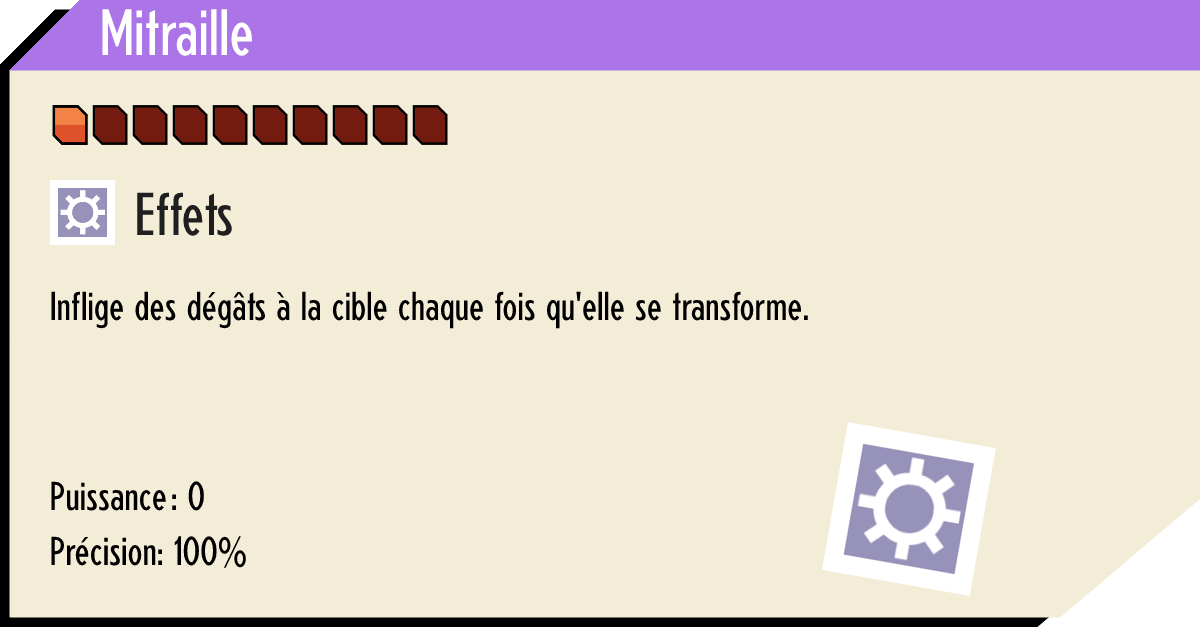 Mitraille
Effets
Inflige des dégâts à la cible chaque fois qu'elle se transforme.
Puissance : 0
Précision: 100%